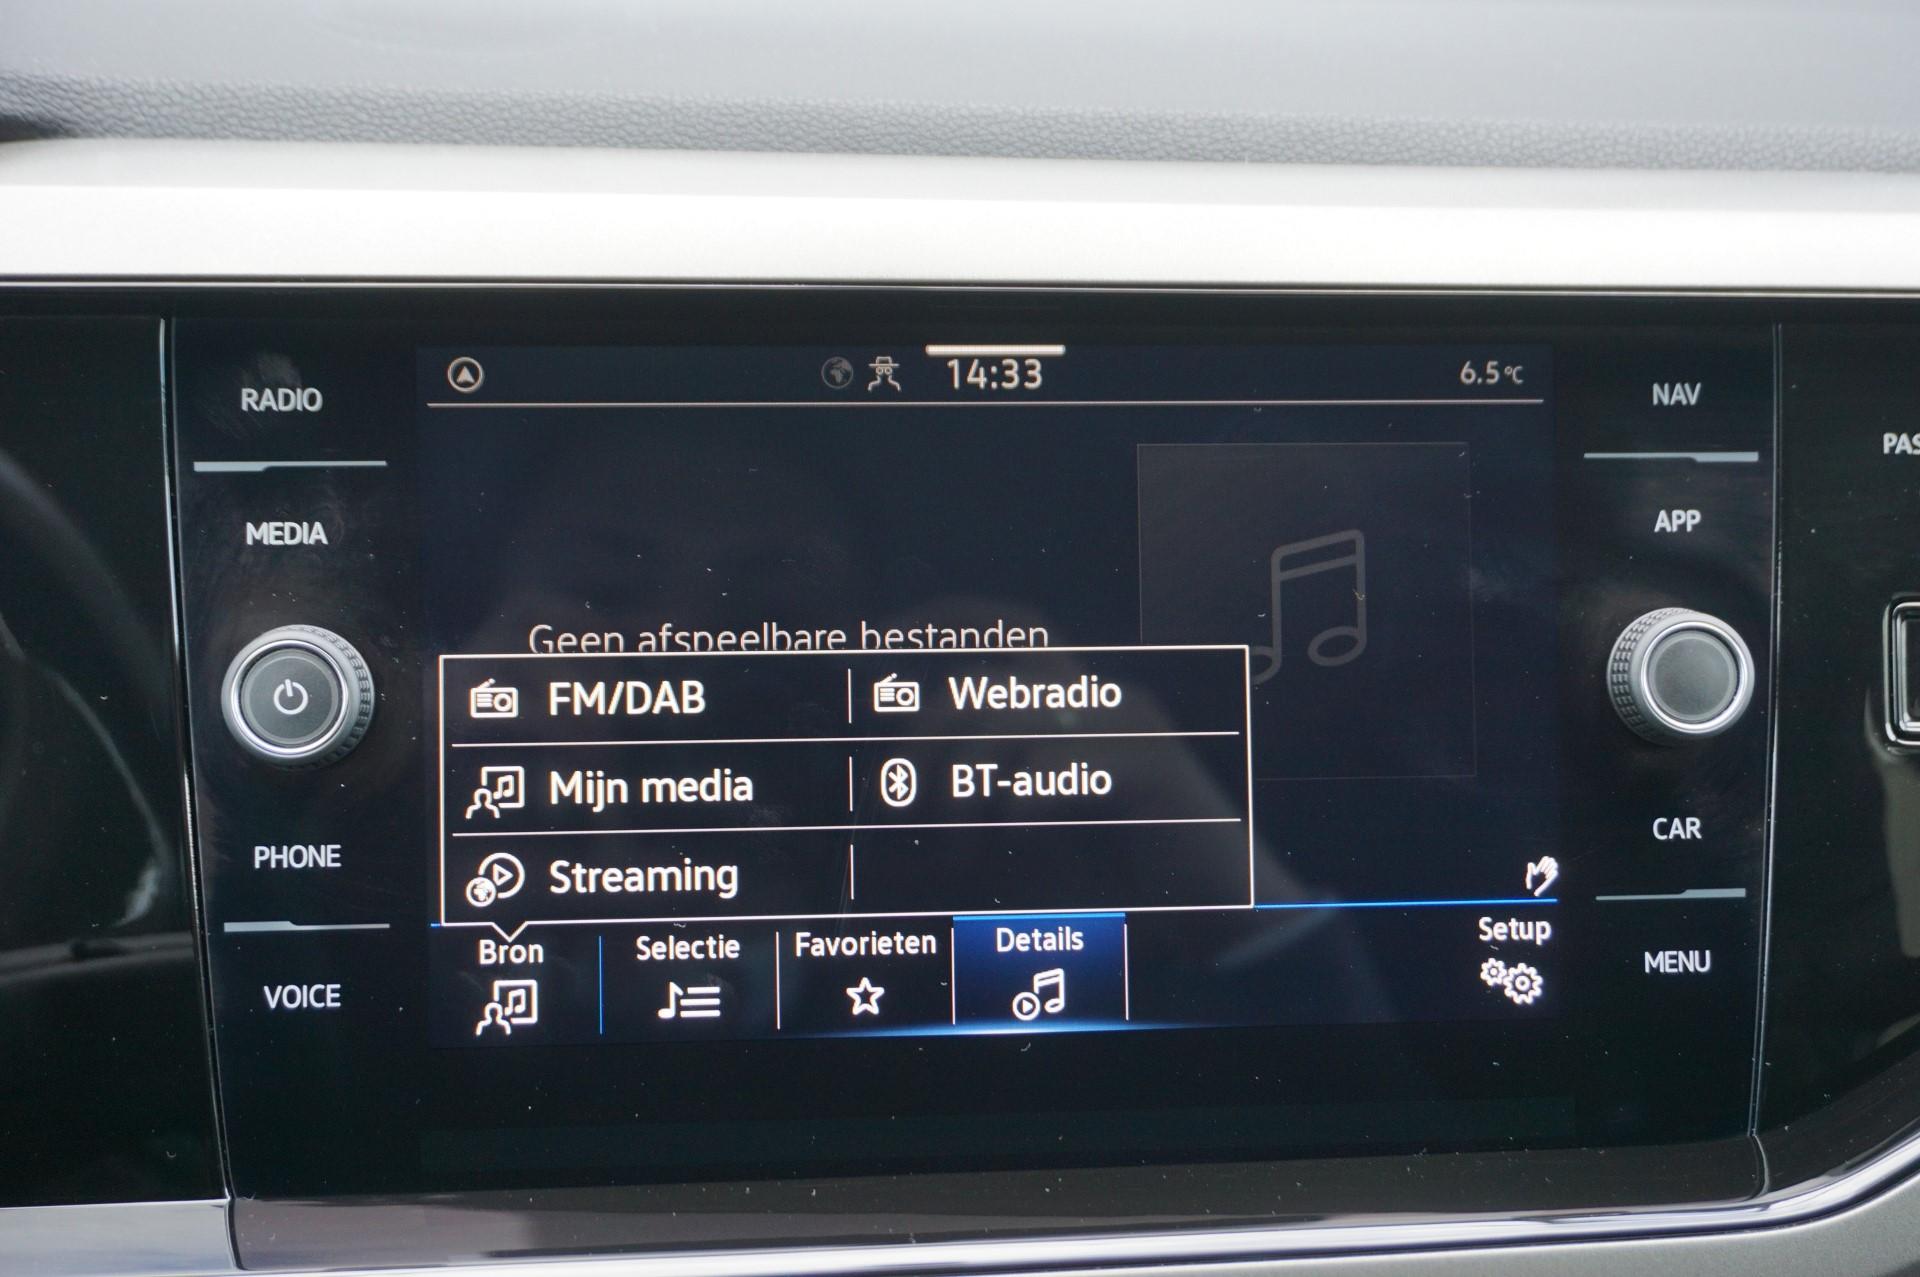 14:33
6.5°C
RADIO
NAV
PAS
MEDIA
APP
Geen afspeelbare bestanden
FM/DAB
Webradio
Mijn media
BT-audio
Streaming
PHONE
CAR
Bron
Selectie
Favorieten
Details
Setup
VOICE
MENU